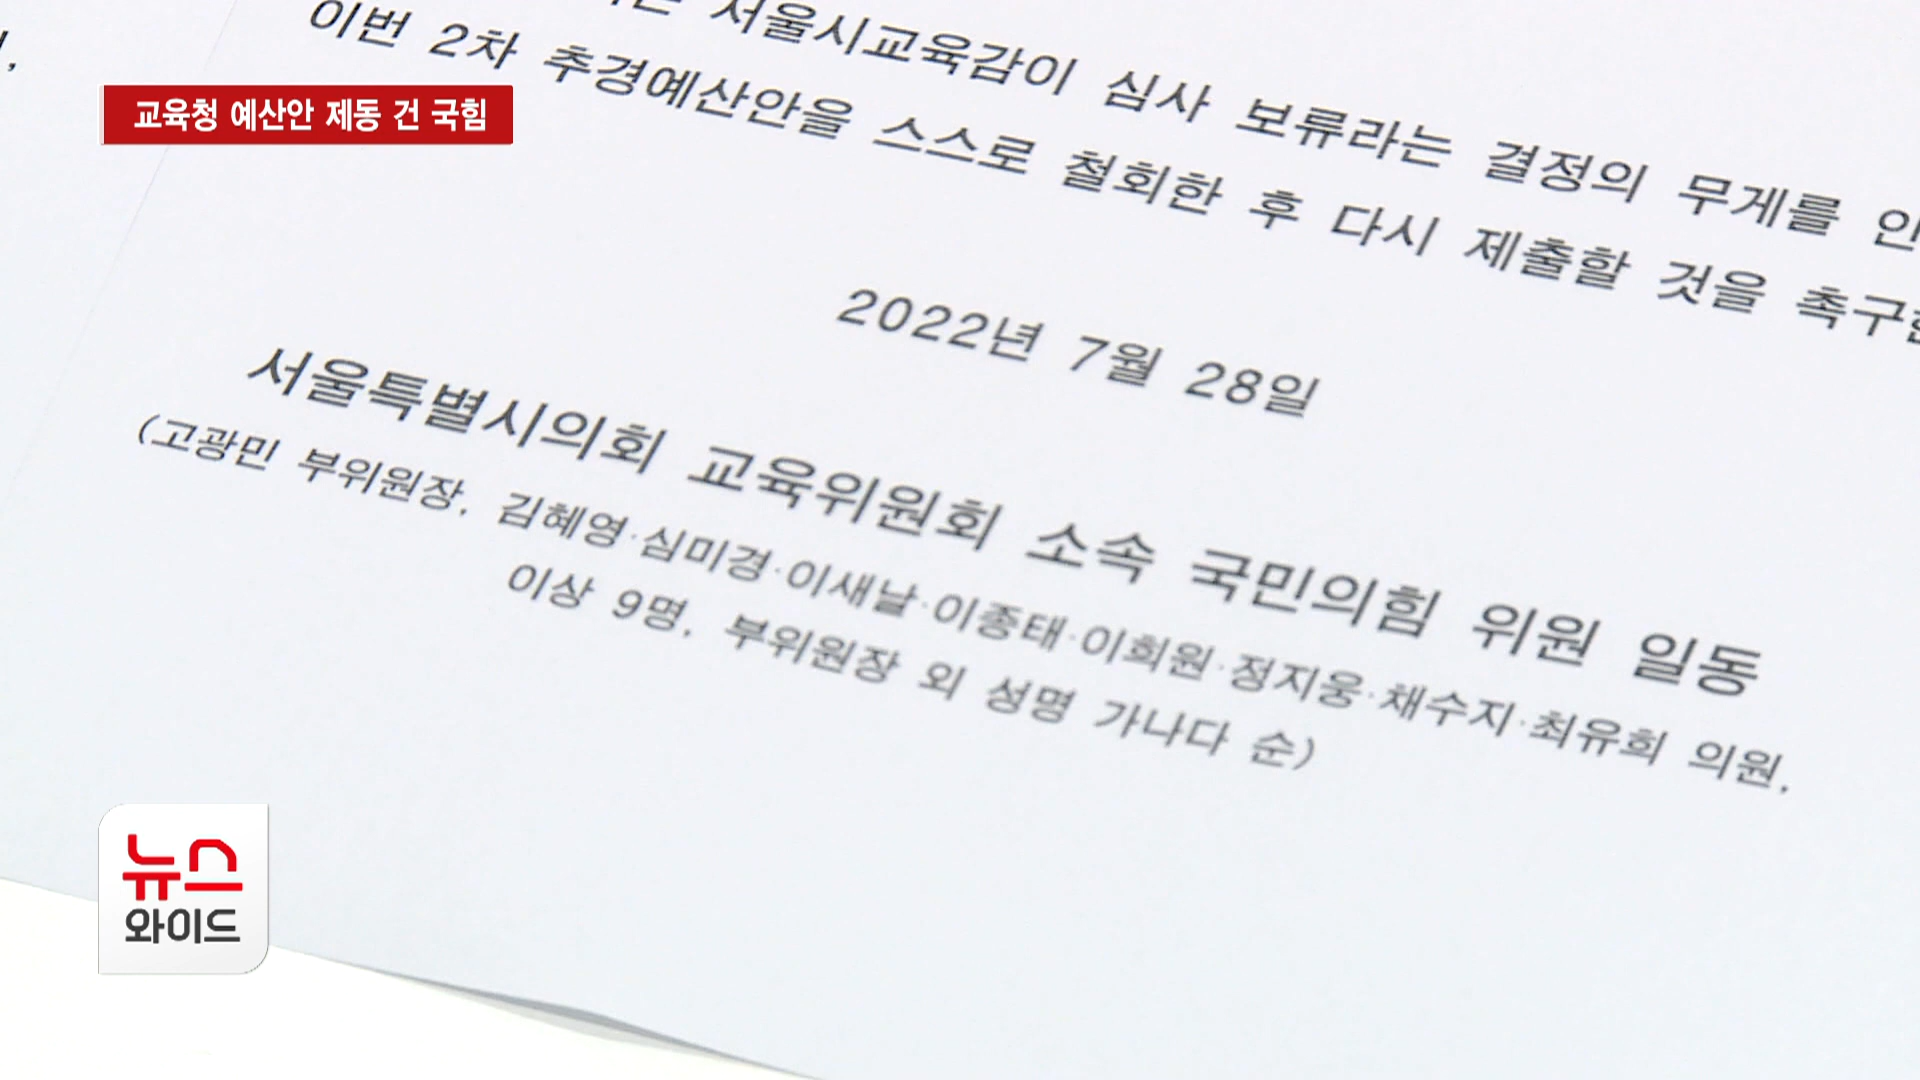 교육청 예산안 제동 건 국힘
서울시교육감이 심사 보류라는 결정의 무게를
이번 2차 추경예산안을 스스로 철회한 후 다시 제출할 것을
2022년 7월 28일
서울특별시의회 교육위원회 소속 국민의힘 위원 일동
(고광민 부위원장, 김혜영·심미경·이새날·이종태·이희원·정지웅·채수지·최유희 의원,
이상 9명, 부위원장 외 성명 가나다 순)
뉴스
와이드